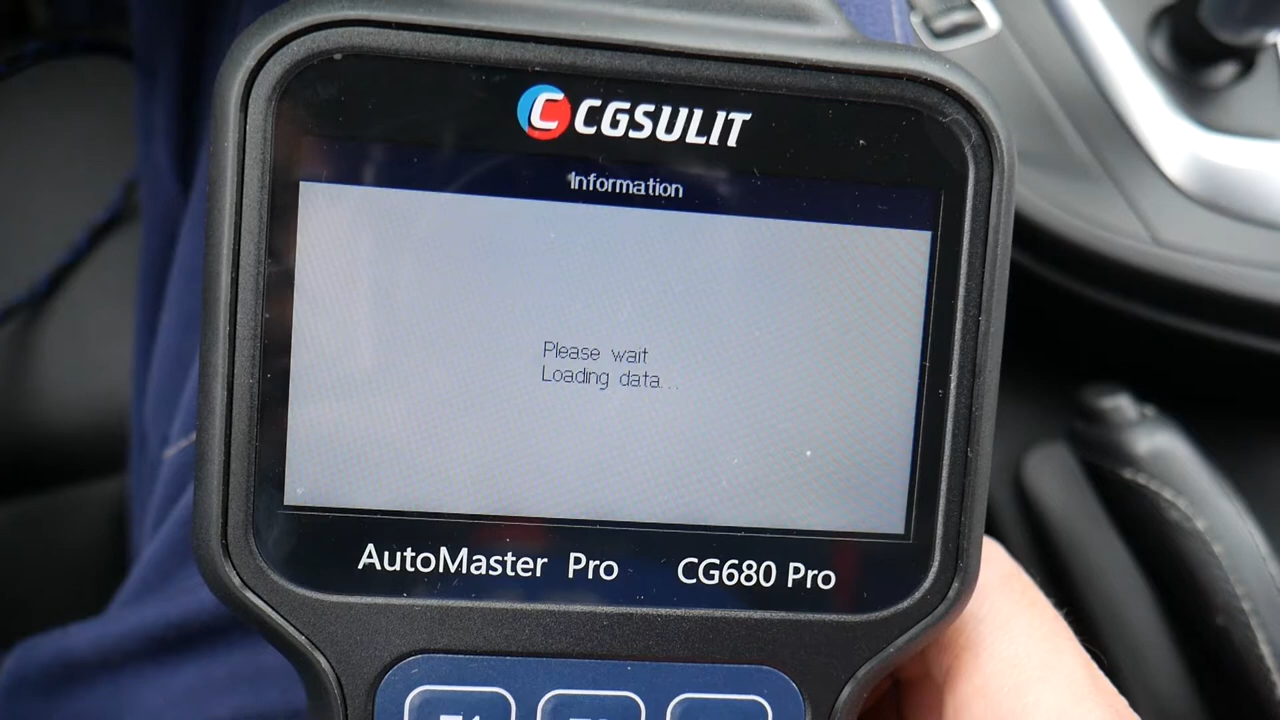 CGSULIT
Information
Please wait
Loading data...
AutoMaster Pro CG680 Pro